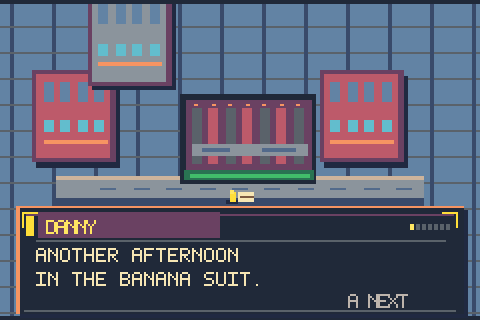 DANNY
ANOTHER AFTERNOON
IN THE BANANA SUIT.
A NEXT